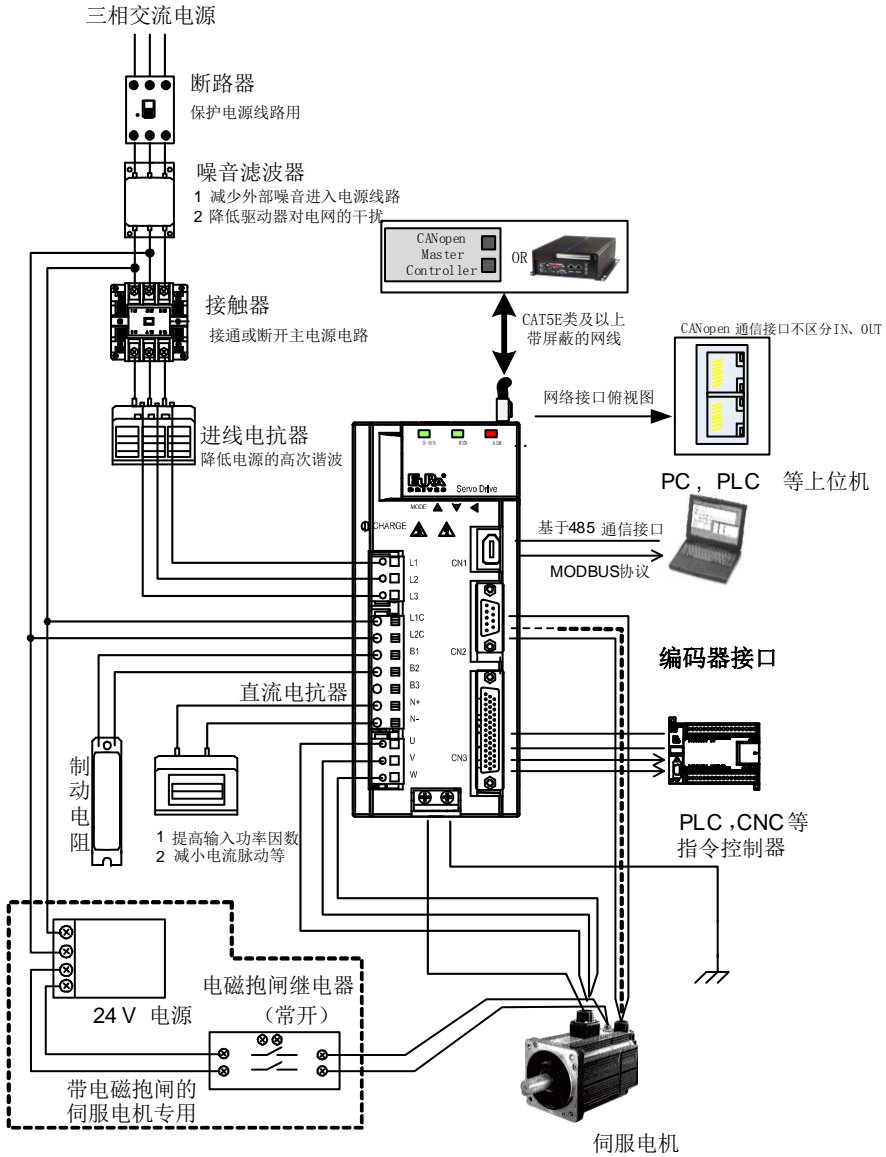 三相交流电源
断路器
保护电源线路用
噪音滤波器
1 减少外部噪音进入电源线路
2 降低驱动器对电网的干扰
接触器
接通或断开主电源电路
进线电抗器
降低电源的高次谐波
CANopen
Master
Controller
OR
CAT5E类及以上
带屏蔽的网线
CANopen 通信接口不区分IN、OUT
网络接口俯视图
S-ON RUN ALM
EURA
DRIVES
Servo Drive
MODE
CHARGE
PC，PLC 等上位机
基于485 通信接口
MODBUS协议
L1
L2
L3
L1C
L2C
B1
B2
B3
N+
N-
U
V
W
CN1
CN2
CN3
编码器接口
直流电抗器
1 提高输入功率因数
2 减小电流脉动等
制动电阻
PLC ,CNC等
指令控制器
24 V 电源
电磁抱闸继电器
（常开）
带电磁抱闸的
伺服电机专用
伺服电机